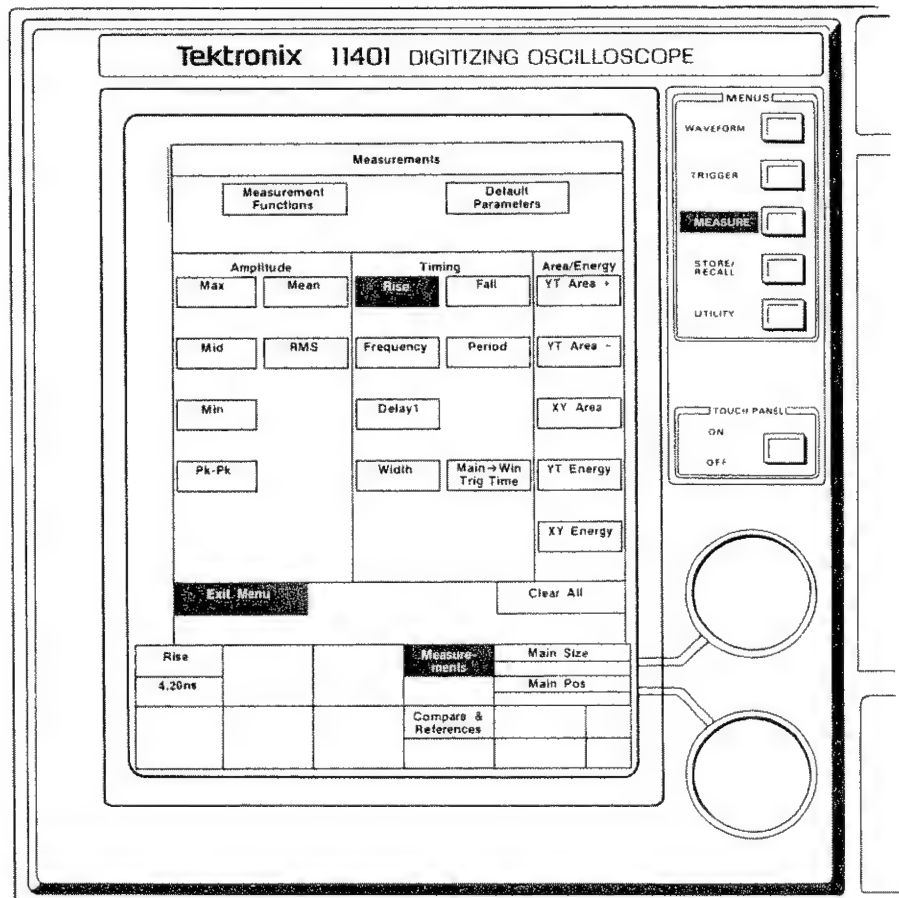 Tektronix 11401 DIGITIZING OSCILLOSCOPE
MENUS
WAVEFORM
TRIGGER
MEASURE
STORE/
RECALL
UTILITY
TOUCH PANEL
ON
OFF
Measurements
Measurement
Functions
Default
Parameters
Amplitude
Timing
Area/Energy
Max
Mean
Rise
Fall
YT Area +
Mid
RMS
Frequency
Period
YT Area -
Min
Delay1
XY Area
Pk-Pk
Width
Main→Win
Trig Time
YT Energy
XY Energy
Exit Menu
Clear All
Rise
4.20ns
Measure-
ments
Main Size
Main Pos
Compare &
References